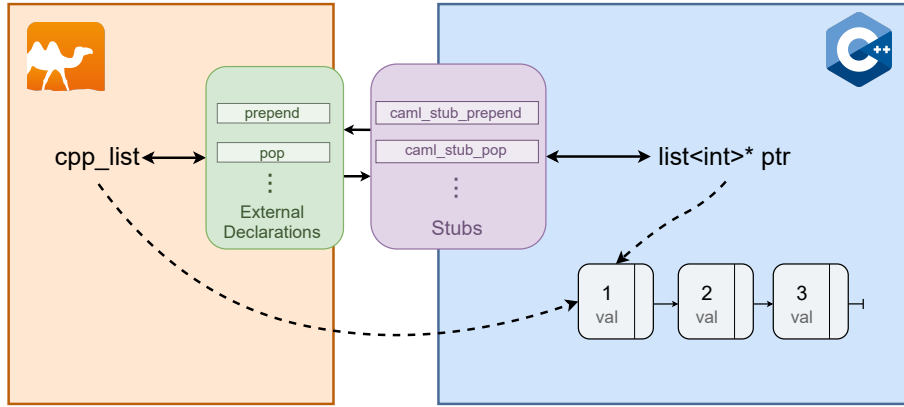 C++
prepend
caml_stub_prepend
cpp_list
pop
caml_stub_pop
list<int>* ptr
External
Declarations
Stubs
1
val
2
val
3
val